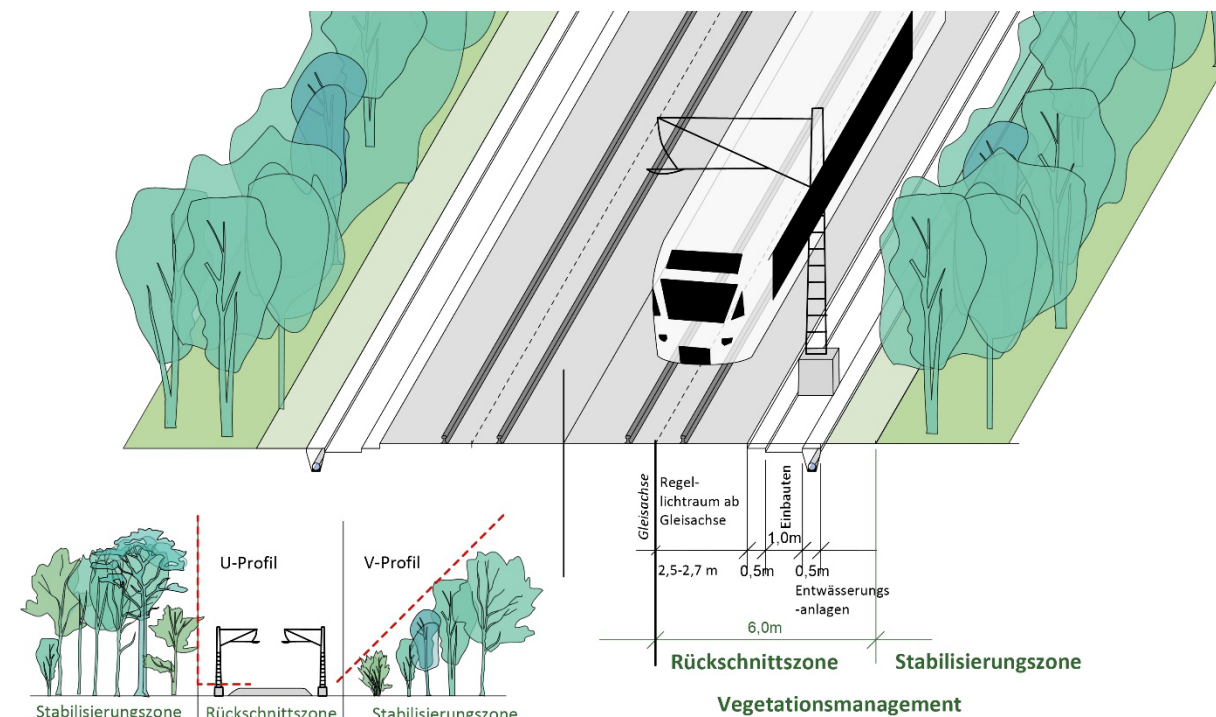 Gleisachse
Regel-
lichtraum ab
Gleisachse
Einbauten
1,0m
2,5-2,7 m
0,5m
0,5m
Entwässerungs
-anlagen
6,0m
Rückschnittszone
Stabilisierungszone
Vegetationsmanagement
U-Profil
V-Profil
Stabilisierungszone
Rückschnittszone
Stabilisierungszone